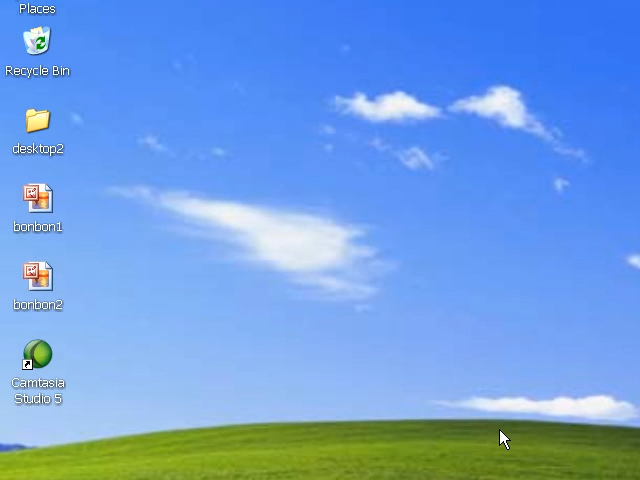 Places
Recycle Bin
desktop2
bonbon1
bonbon2
Camtasia
Studio 5